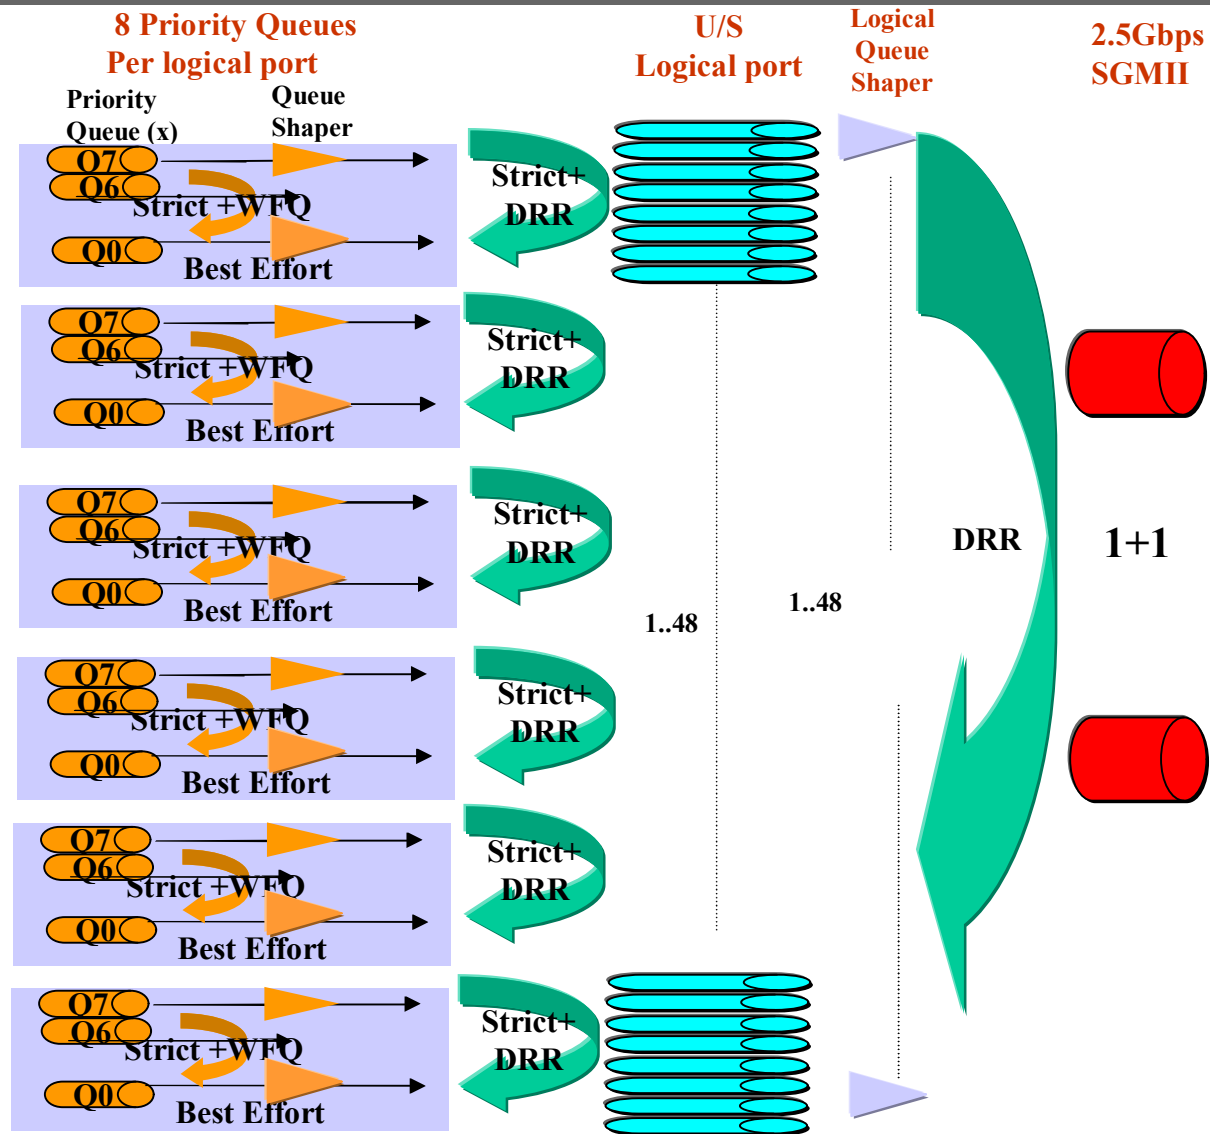 8 Priority Queues
Per logical port
U/S
Logical port
Logical
Queue
Shaper
2.5Gbps
SGMII
Priority
Queue (x)
Queue
Shaper
Q7
Q6
Strict +WFQ
Q0
Best Effort
Strict+
DRR
Q7
Q6
Strict +WFQ
Q0
Best Effort
Strict+
DRR
Q7
Q6
Strict +WFQ
Q0
Best Effort
Strict+
DRR
DRR
1+1
1..48
1..48
Q7
Q6
Strict +WFQ
Q0
Best Effort
Strict+
DRR
Q7
Q6
Strict +WFQ
Q0
Best Effort
Strict+
DRR
Q7
Q6
Strict +WFQ
Q0
Best Effort
Strict+
DRR